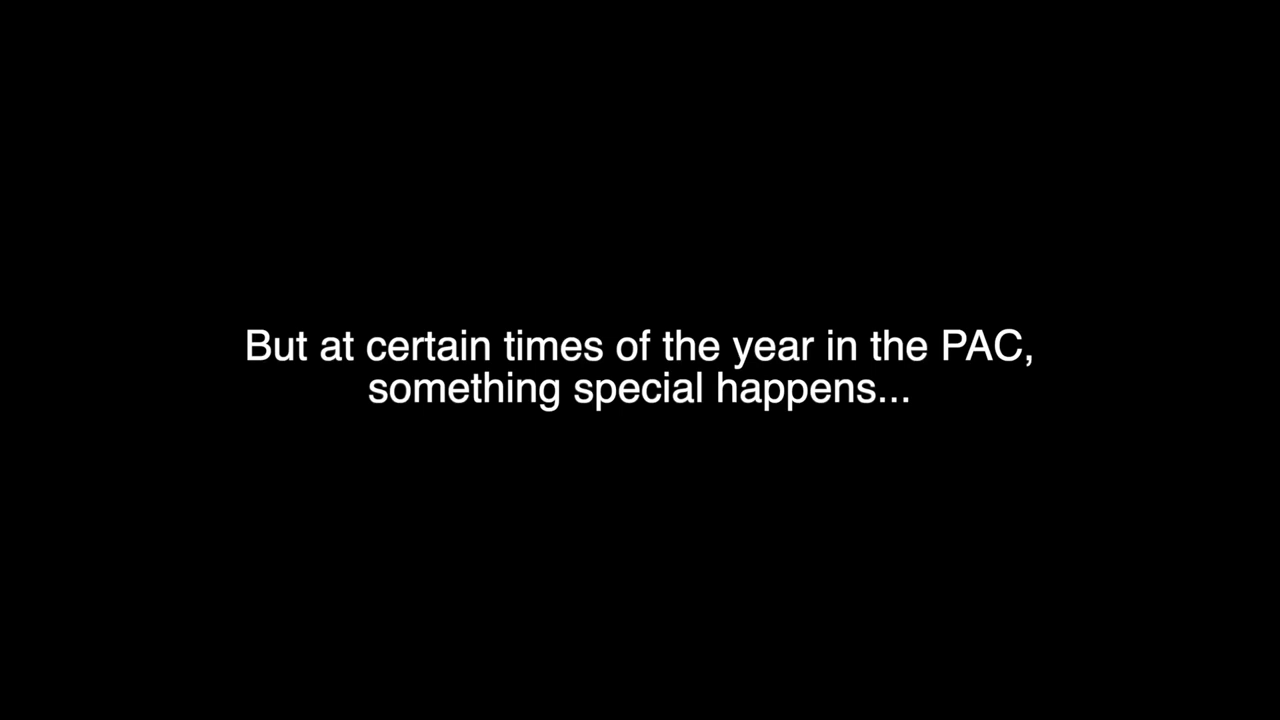 But at certain times of the year in the PAC,
something special happens...